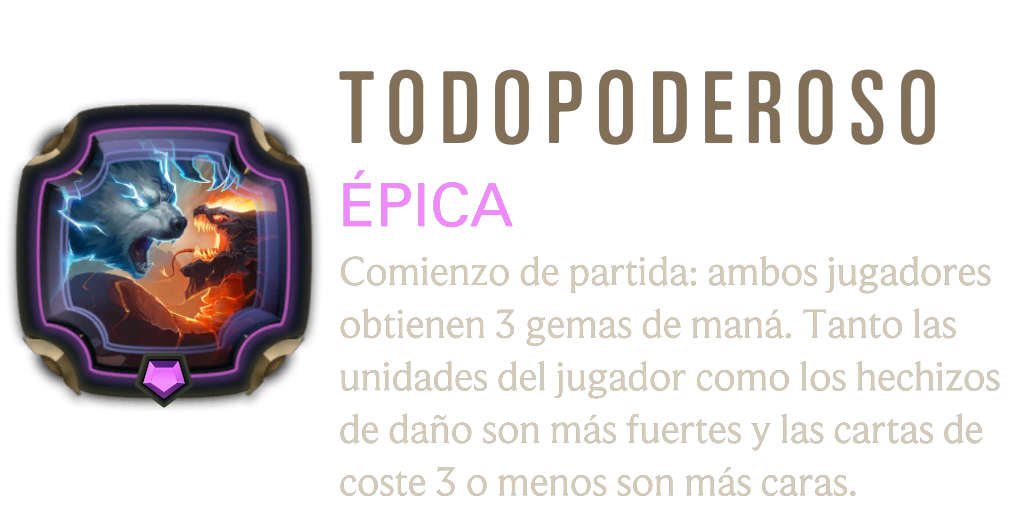 TODOPODEROSO
ÉPICA
Comienzo de partida: ambos jugadores
obtienen 3 gemas de maná. Tanto las
unidades del jugador como los hechizos
de daño son más fuertes y las cartas de
coste 3 o menos son más caras.